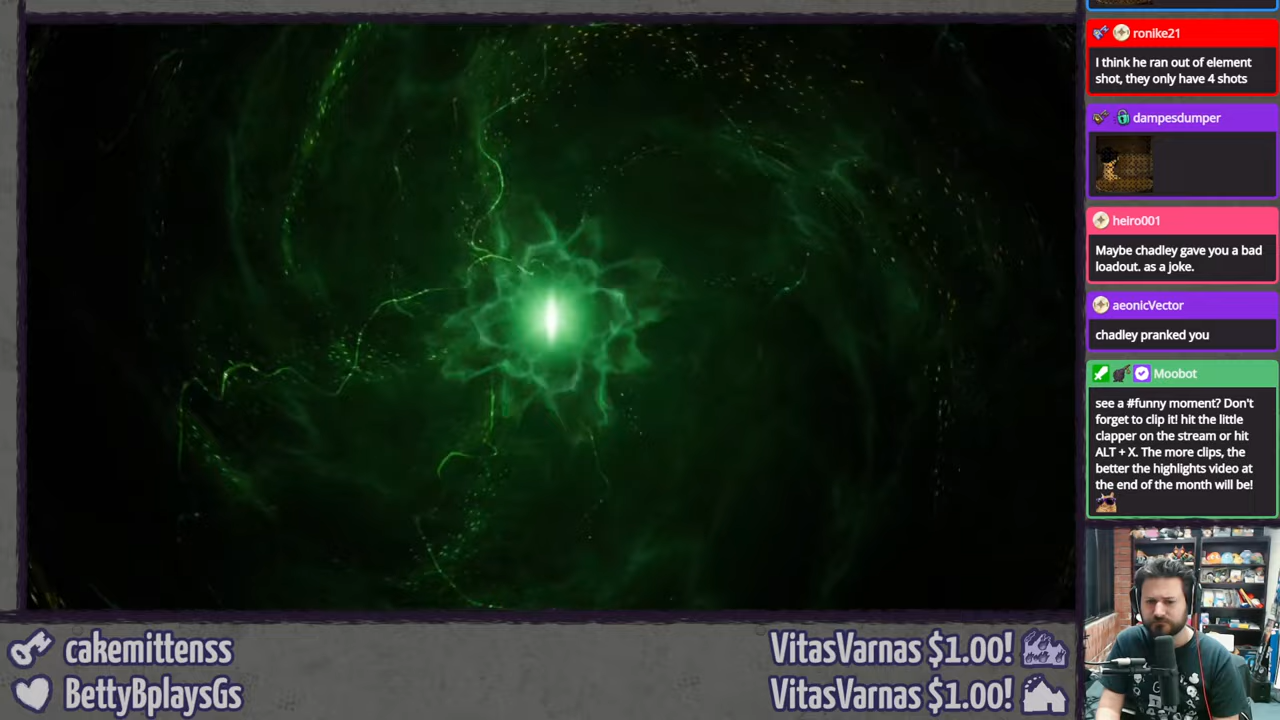 ronike21
I think he ran out of element
shot, they only have 4 shots
dampesdumper
heiro001
Maybe chadley gave you a bad
loadout. as a joke.
aeonicVector
chadley pranked you
Moobot
see a #funny moment? Don't
forget to clip it! hit the little
clapper on the stream or hit
ALT + X. The more clips, the
better the highlights video at
the end of the month will be!
cakemittenss
BettyBplaysGs
VitasVarnas $1.00!
VitasVarnas $1.00!